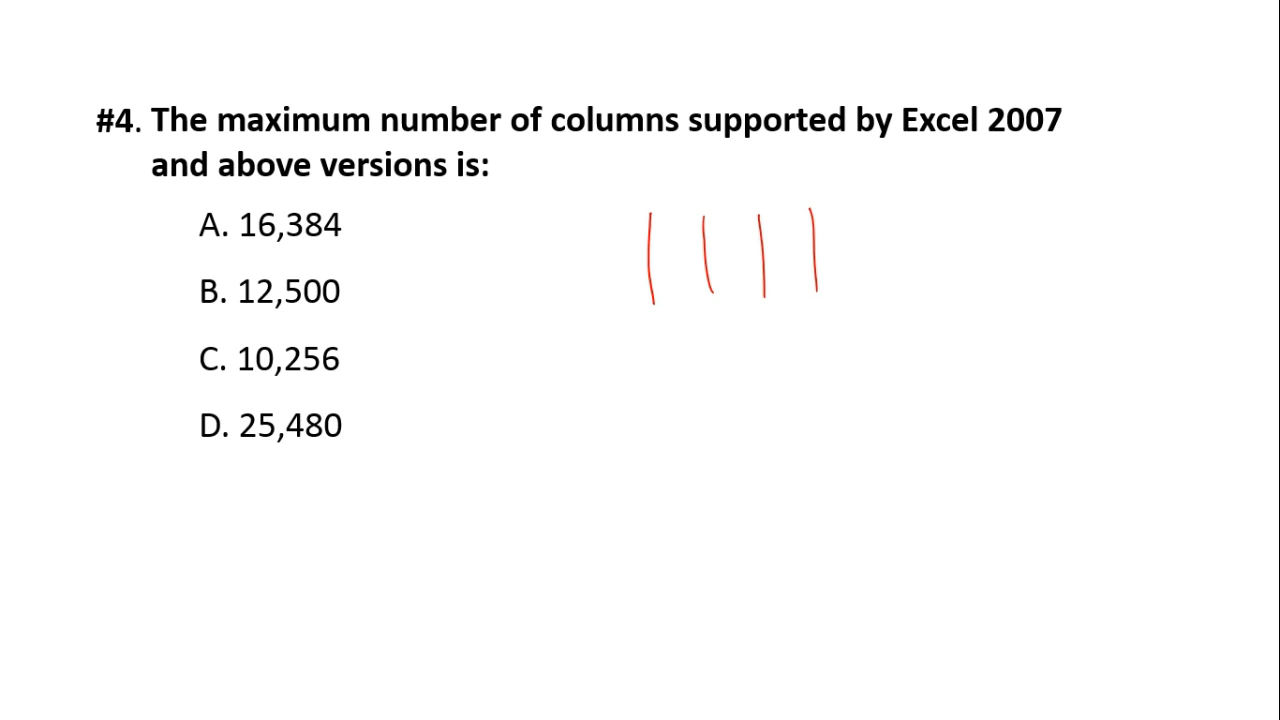 #4. The maximum number of columns supported by Excel 2007
and above versions is:
A. 16,384
B. 12,500
C. 10,256
D. 25,480